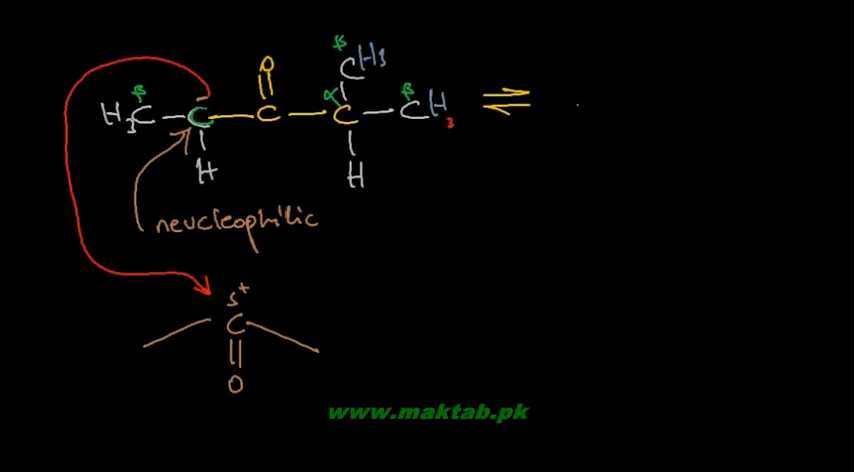 β
O
CH3
β
α
β
H3C – C – C – C – CH3
H
H
neucleophilic
δ+
C
O
www.maktab.pk